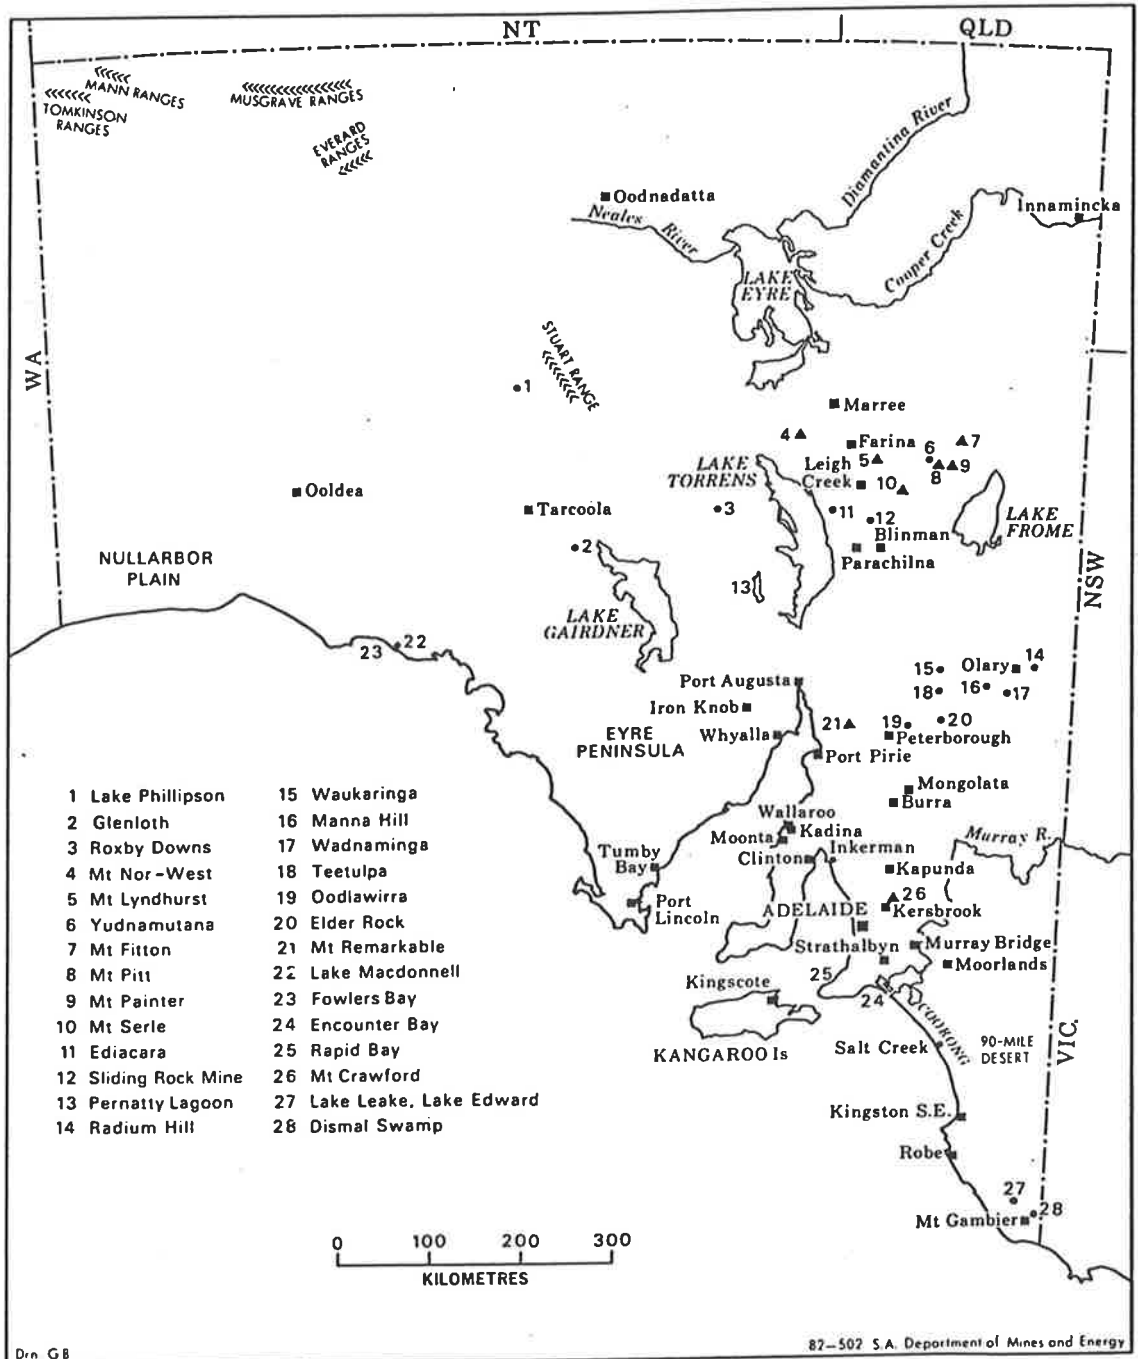 NT
QLD
MANN RANGES
MUSGRAVE RANGES
TOMKINSON
RANGES
EVERARD
RANGES
Diamantina River
Oodnadatta
Innamincka
Neales River
Cooper Creek
LAKE
EYRE
STUART RANGE
WA
1
Marree
4
Farina
6
7
LAKE
TORRENS
Leigh
Creek
5
8
9
10
Ooldea
Tarcoola
3
11
12
LAKE
FROME
Blinman
2
Parachilna
NULLARBOR
PLAIN
13
NSW
LAKE
GAIRDNER
23
22
15
Olary
14
Port Augusta
18
16
17
Iron Knob
EYRE
PENINSULA
Whyalla
21
19
20
Peterborough
Port Pirie
Mongolata
Burra
Wallaroo
Kadina
Moonta
Murray R.
Clinton
Inkerman
Tumby
Bay
Kapunda
26
Port
Lincoln
ADELAIDE
Kersbrook
Strathalbyn
Murray Bridge
Moorlands
25
Kingscote
24
COORONG
KANGAROO Is
Salt Creek
90-MILE
DESERT
VIC.
Kingston S.E.
Robe
27
28
Mt Gambier
1 Lake Phillipson
2 Glenloth
3 Roxby Downs
4 Mt Nor-West
5 Mt Lyndhurst
6 Yudnamutana
7 Mt Fitton
8 Mt Pitt
9 Mt Painter
10 Mt Serle
11 Ediacara
12 Sliding Rock Mine
13 Pernatty Lagoon
14 Radium Hill
15 Waukaringa
16 Manna Hill
17 Wadnaminga
18 Teetulpa
19 Oodlawirra
20 Elder Rock
21 Mt Remarkable
22 Lake Macdonnell
23 Fowlers Bay
24 Encounter Bay
25 Rapid Bay
26 Mt Crawford
27 Lake Leake, Lake Edward
28 Dismal Swamp
0 100 200 300
KILOMETRES
Drn GB
82-502 S.A. Department of Mines and Energy